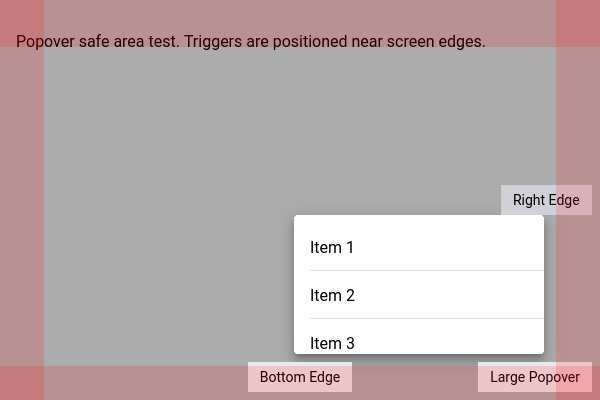 Popover safe area test. Triggers are positioned near screen edges.
Right Edge
Item 1
Item 2
Item 3
Bottom Edge
Large Popover